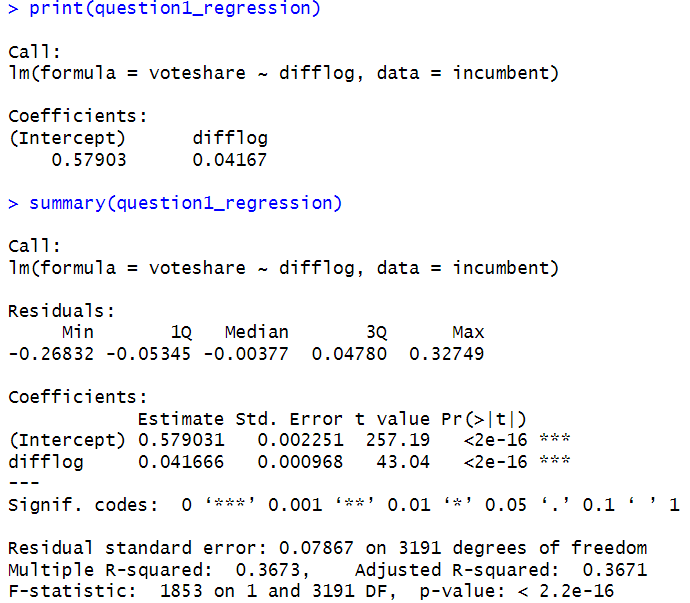 > print(question1_regression)
Call:
lm(formula = voteshare ~ difflog, data = incumbent)
Coefficients:
(Intercept)      difflog
    0.57903      0.04167
> summary(question1_regression)
Call:
lm(formula = voteshare ~ difflog, data = incumbent)
Residuals:
     Min       1Q   Median       3Q      Max
-0.26832 -0.05345 -0.00377  0.04780  0.32749
Coefficients:
            Estimate Std. Error t value Pr(>|t|)
(Intercept) 0.579031   0.002251  257.19   <2e-16 ***
difflog     0.041666   0.000968   43.04   <2e-16 ***
---
Signif. codes:  0 ‘***’ 0.001 ‘**’ 0.01 ‘*’ 0.05 ‘.’ 0.1 ‘ ’ 1
Residual standard error: 0.07867 on 3191 degrees of freedom
Multiple R-squared:  0.3673,    Adjusted R-squared:  0.3671
F-statistic:  1853 on 1 and 3191 DF,  p-value: < 2.2e-16